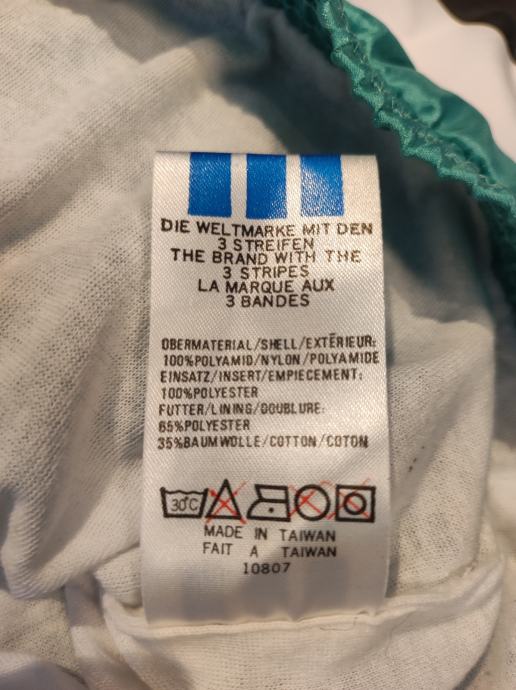 DIE WELTMARKE MIT DEN
3 STREIFEN
THE BRAND WITH THE
3 STRIPES
LA MARQUE AUX
3 BANDES
OBERMATERIAL/SHELL/EXTÉRIEUR:
100%POLYAMID/NYLON/POLYAMIDE
EINSATZ/INSERT/EMPIECEMENT:
100%POLYESTER
FUTTER/LINING/DOUBLURE:
65%POLYESTER
35%BAUMWOLLE/COTTON/COTON
30°C
MADE IN TAIWAN
FAIT A TAIWAN
10807